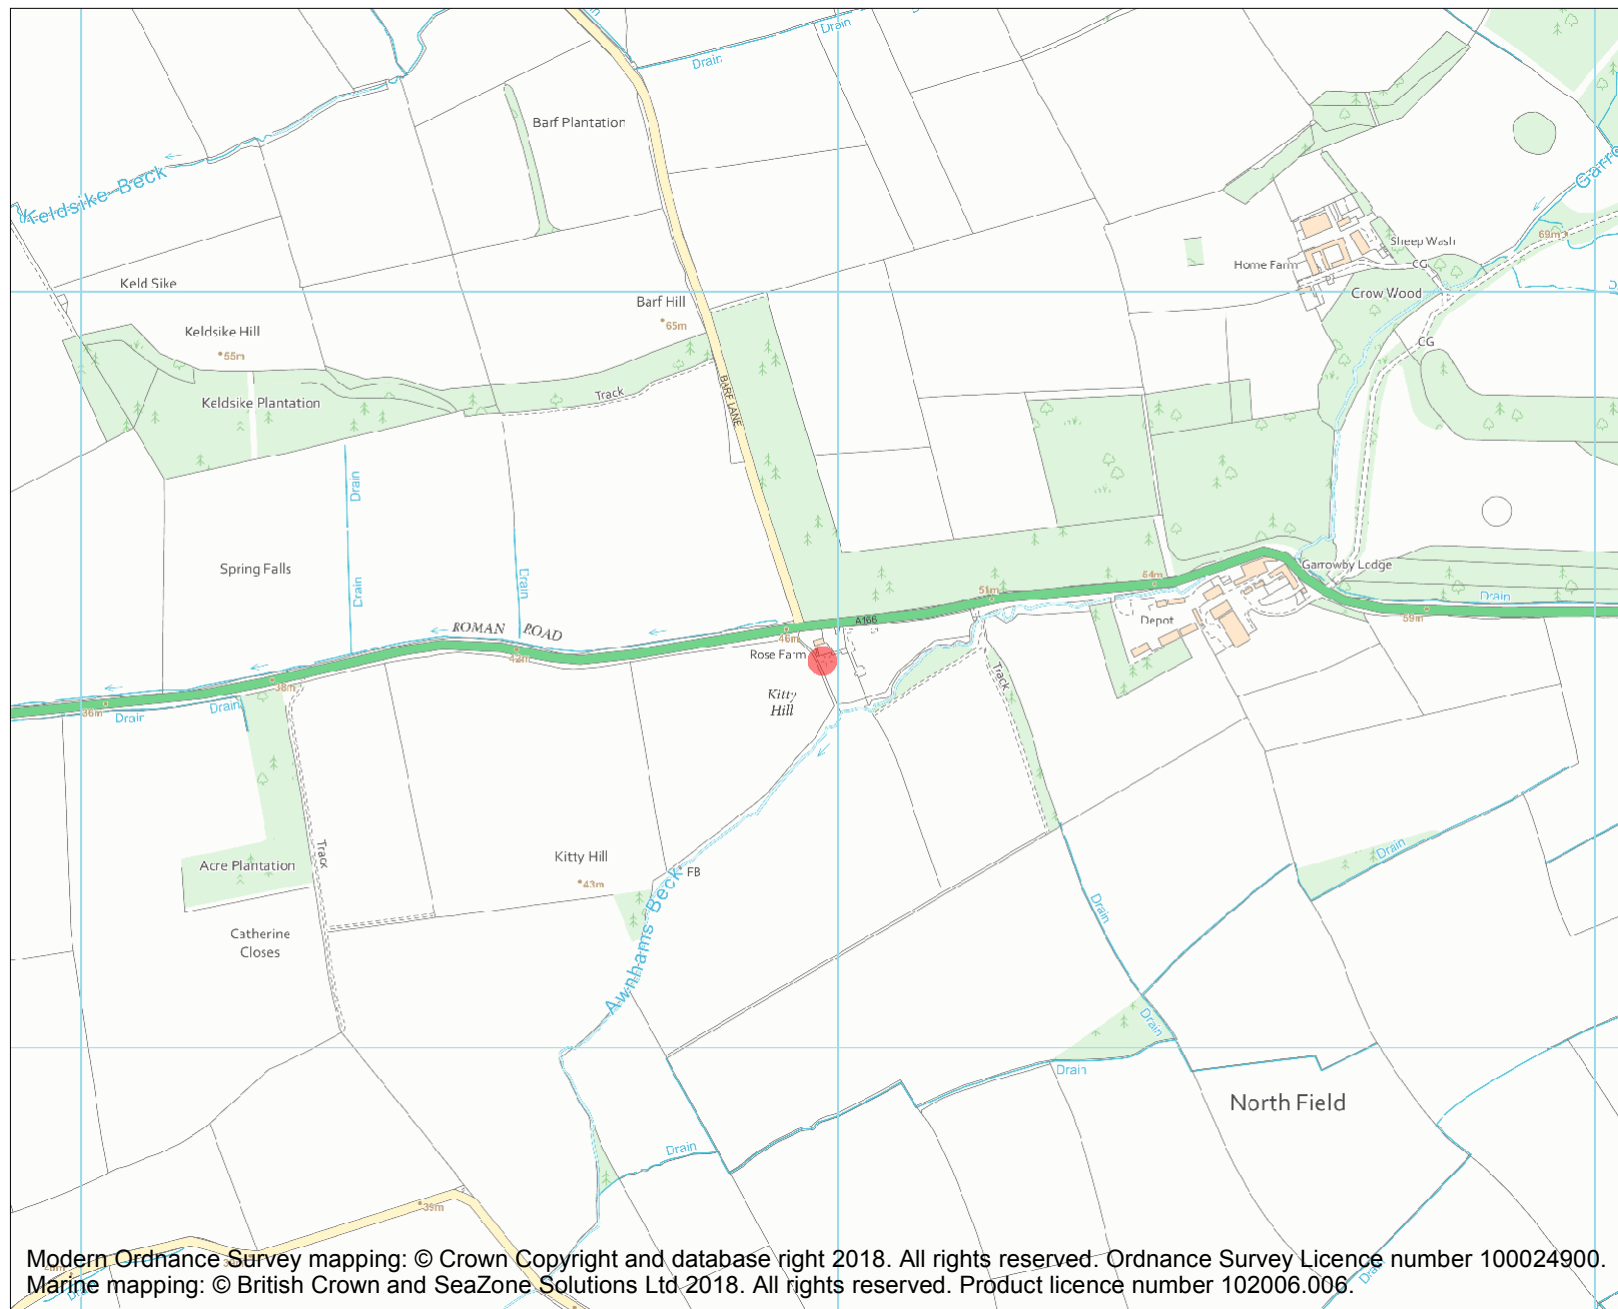 Drain
Drain
Barf Plantation
Keldsike Beck
Garro
69m
Sheep Wash
CG
Home Farm
Crow Wood
Keld Sike
Barf Hill
65m
Keldsike Hill
55m
CG
Keldsike Plantation
Track
BARF LANE
Drain
Spring Falls
Drain
Drain
Garrowby Lodge
54m
51m
Drain
59m
A166
Depot
ROMAN ROAD
46m
42m
Rose Farm
Track
38m
Kitty
Hill
36m
Drain
Drain
Track
Acre Plantation
Kitty Hill
43m
FB
Drain
Drain
Catherine
Closes
Awnhams Beck
Drain
Drain
North Field
Drain
39m
Modern Ordnance Survey mapping: © Crown Copyright and database right 2018. All rights reserved. Ordnance Survey Licence number 100024900.
Marine mapping: © British Crown and SeaZone Solutions Ltd 2018. All rights reserved. Product licence number 102006.006.
Drain